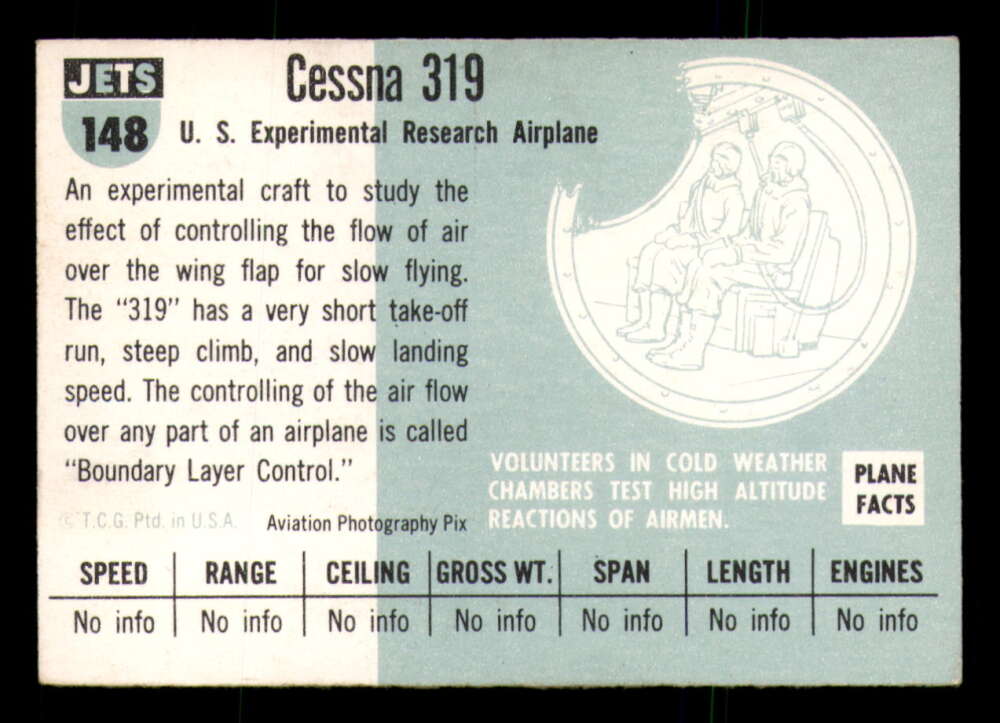 JETS
148
Cessna 319
U. S. Experimental Research Airplane
An experimental craft to study the
effect of controlling the flow of air
over the wing flap for slow flying.
The "319" has a very short take-off
run, steep climb, and slow landing
speed. The controlling of the air flow
over any part of an airplane is called
"Boundary Layer Control."
© T.C.G. Ptd. in U.S.A. Aviation Photography Pix
VOLUNTEERS IN COLD WEATHER
CHAMBERS TEST HIGH ALTITUDE
REACTIONS OF AIRMEN.
PLANE
FACTS
SPEED RANGE CEILING GROSS WT. SPAN LENGTH ENGINES
No info No info No info No info No info No info No info